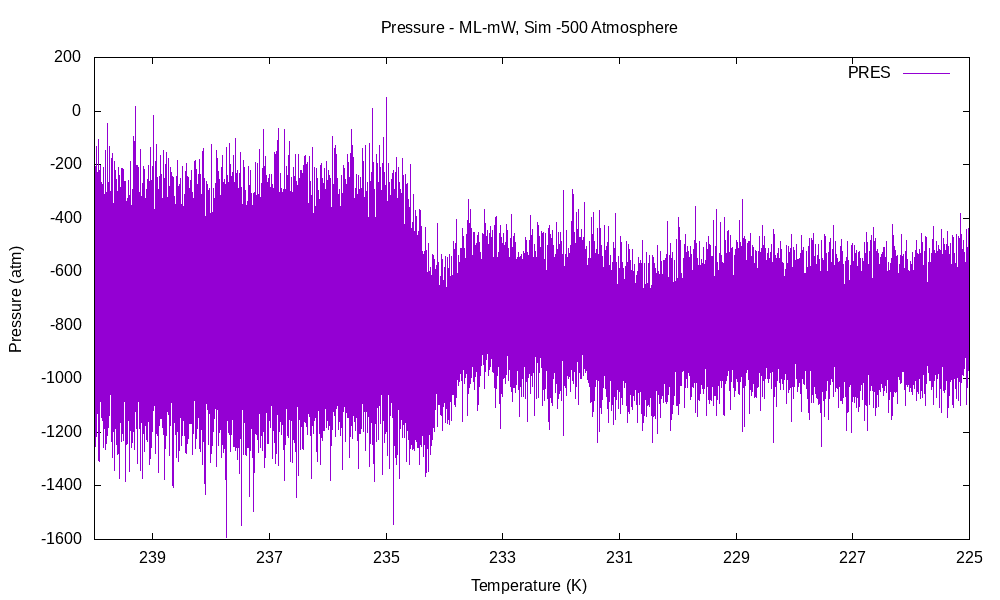 Pressure - ML-mW, Sim -500 Atmosphere
PRES
200
0
-200
-400
-600
-800
-1000
-1200
-1400
-1600
Pressure (atm)
239 237 235 233 231 229 227 225
Temperature (K)